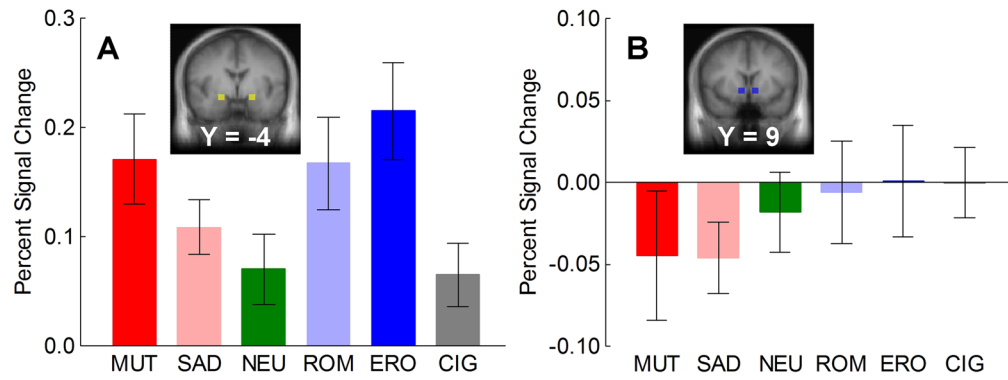 A
Percent Signal Change
0.3
0.2
0.1
0.0
Y = -4
MUT SAD NEU ROM ERO CIG
B
Percent Signal Change
0.10
0.05
0.00
-0.05
-0.10
Y = 9
MUT SAD NEU ROM ERO CIG